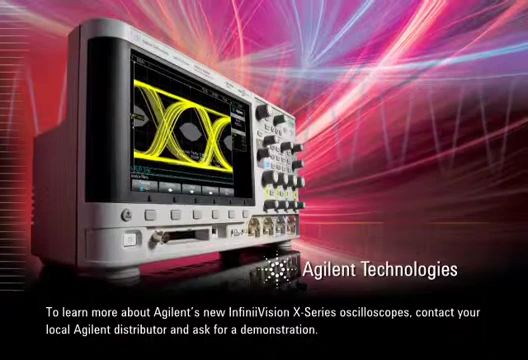 Agilent Technologies
To learn more about Agilent's new InfiniiVision X-Series oscilloscopes, contact your
local Agilent distributor and ask for a demonstration.